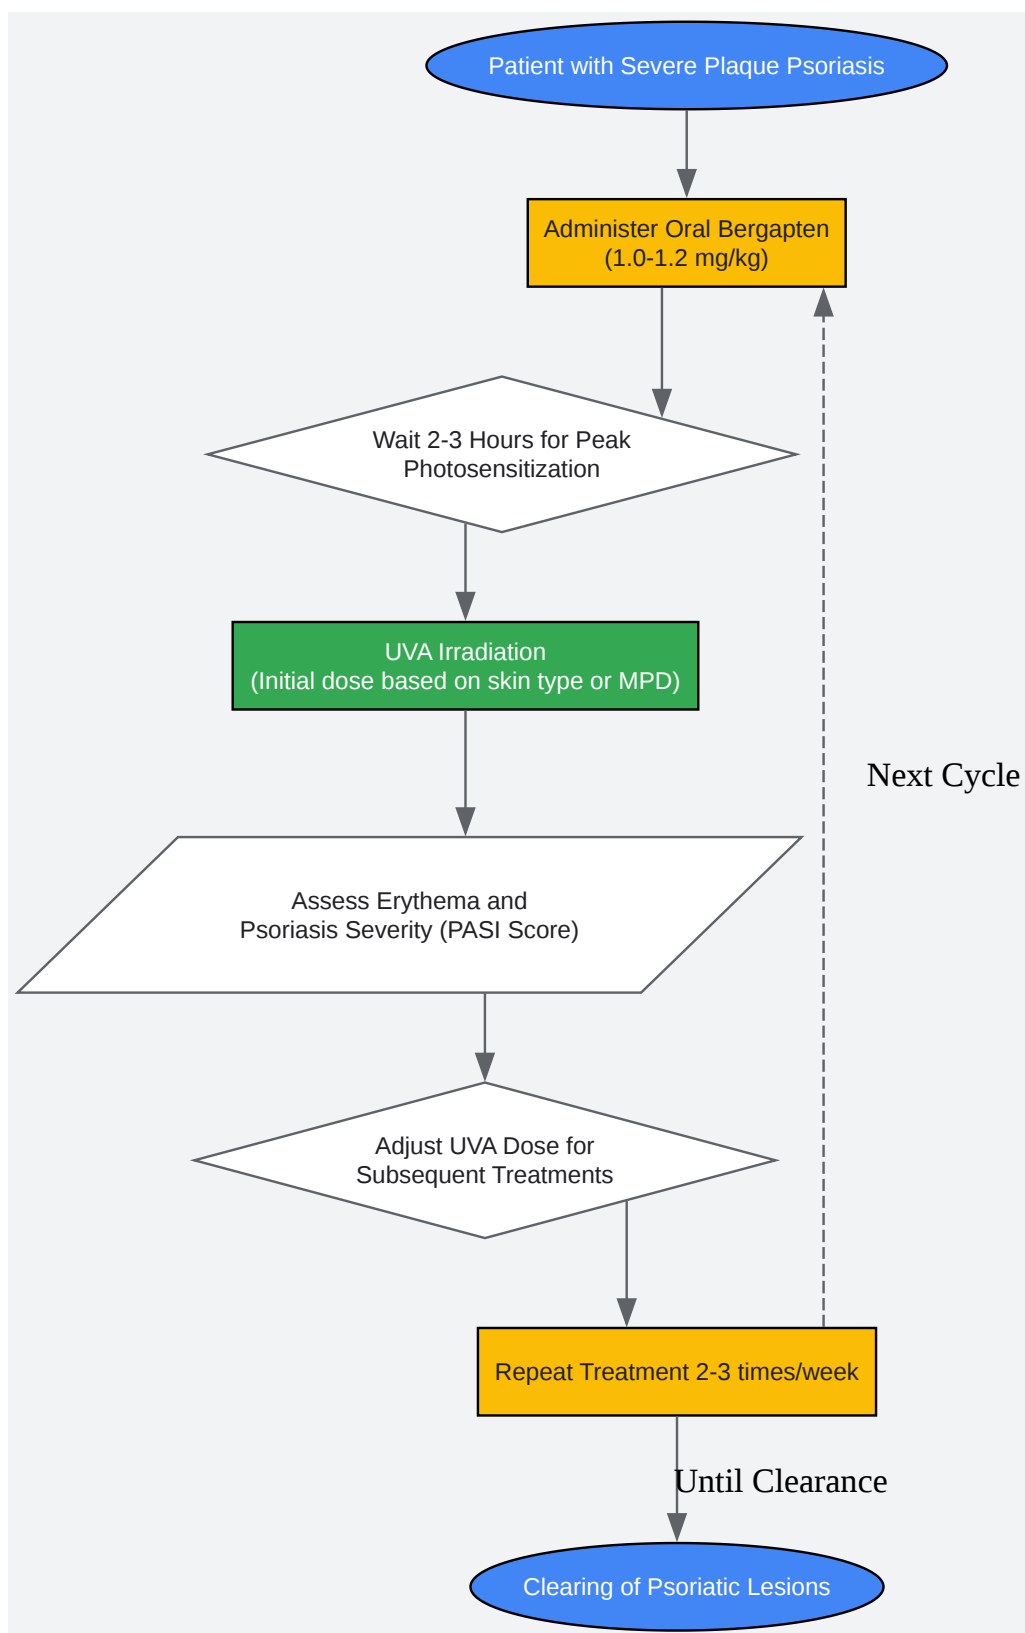 Patient with Severe Plaque Psoriasis
Administer Oral Bergapten
(1.0-1.2 mg/kg)
Wait 2-3 Hours for Peak
Photosensitization
UVA Irradiation
(Initial dose based on skin type or MPD)
Next Cycle
Assess Erythema and
Psoriasis Severity (PASI Score)
Adjust UVA Dose for
Subsequent Treatments
Repeat Treatment 2-3 times/week
Until Clearance
Clearing of Psoriatic Lesions